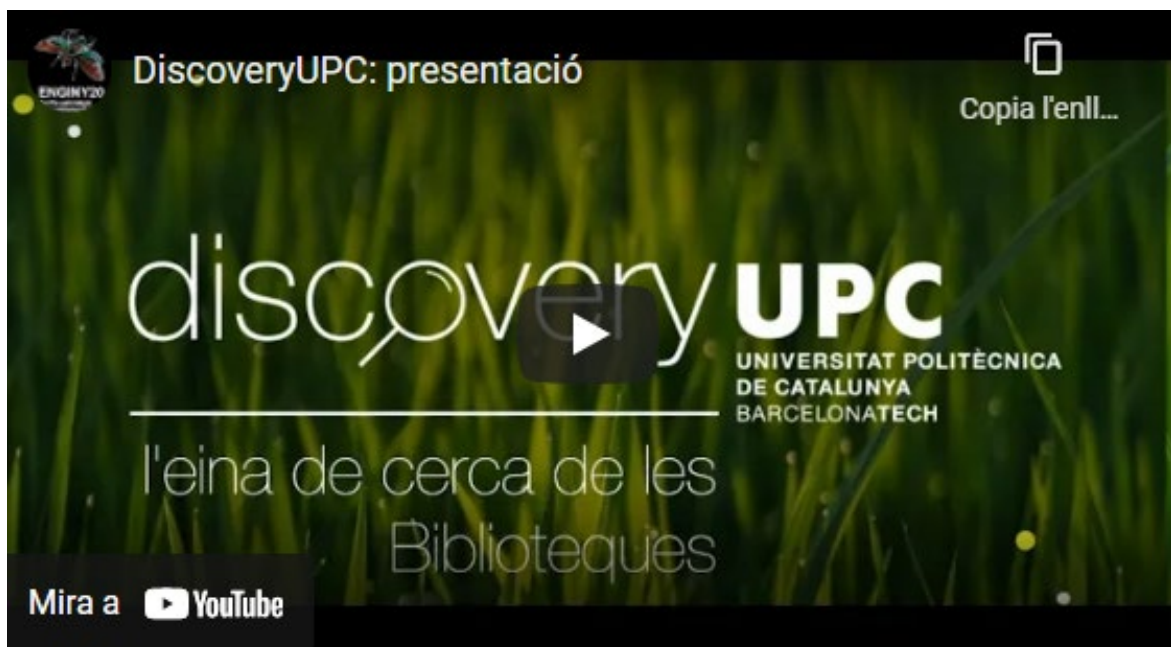 ENGINY20
DiscoveryUPC: presentació
Copia l'enll...
discovery UPC
UNIVERSITAT POLITÈCNICA
DE CATALUNYA
BARCELONATECH
l'eina de cerca de les
Biblioteques
Mira a YouTube